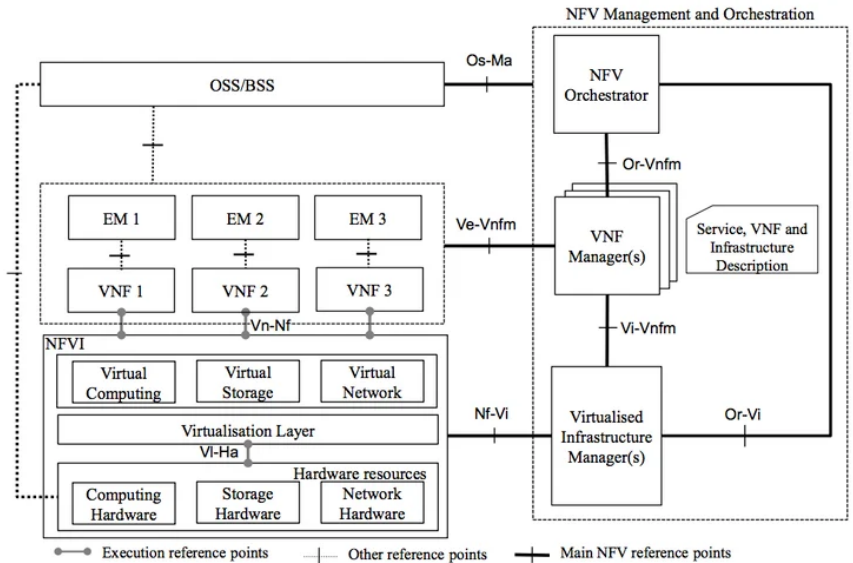 NFV Management and Orchestration
OSS/BSS
Os-Ma
NFV
Orchestrator
Or-Vnfm
EM 1
EM 2
EM 3
Ve-Vnfm
VNF
Manager(s)
Service, VNF and
Infrastructure
Description
VNF 1
VNF 2
VNF 3
Vn-Nf
Vi-Vnfm
NFVI
Virtual
Computing
Virtual
Storage
Virtual
Network
Nf-Vi
Virtualised
Infrastructure
Manager(s)
Or-Vi
Virtualisation Layer
Vl-Ha
Hardware resources
Computing
Hardware
Storage
Hardware
Network
Hardware
Execution reference points
Other reference points
Main NFV reference points